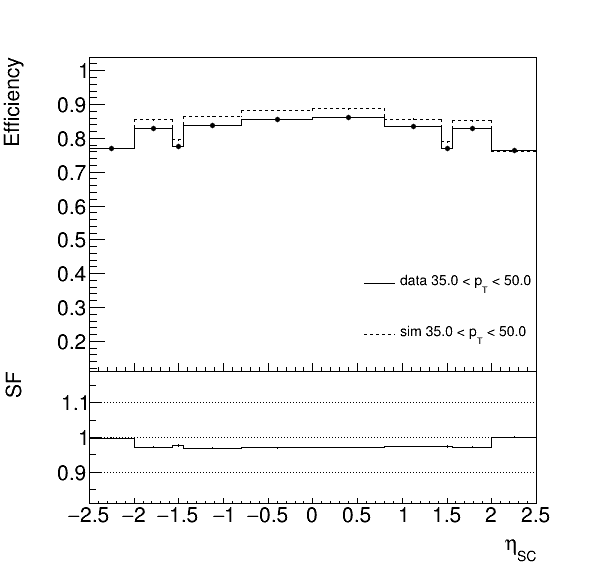 Efficiency
1
0.9
0.8
0.7
0.6
0.5
0.4
0.3
0.2
data 35.0 < p_T < 50.0
sim 35.0 < p_T < 50.0
SF
1.1
1
0.9
−2.5 −2 −1.5 −1 −0.5 0 0.5 1 1.5 2 2.5
η_SC